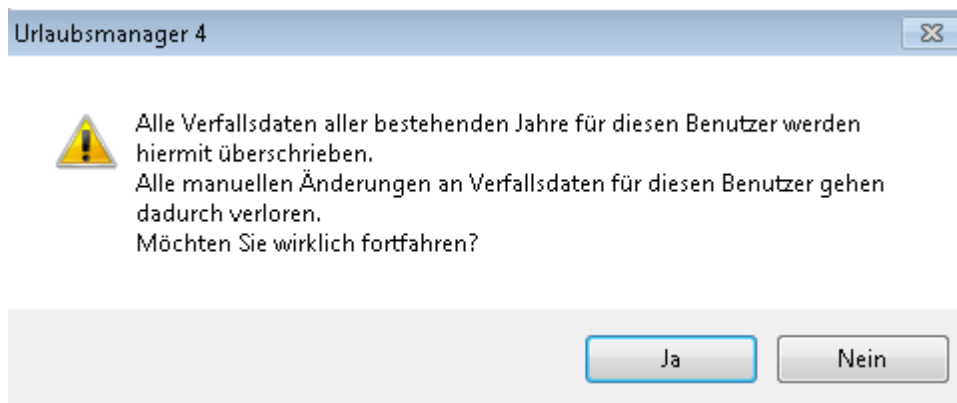 Urlaubsmanager 4
Alle Verfallsdaten aller bestehenden Jahre für diesen Benutzer werden
hiermit überschrieben.
Alle manuellen Änderungen an Verfallsdaten für diesen Benutzer gehen
dadurch verloren.
Möchten Sie wirklich fortfahren?
Ja
Nein